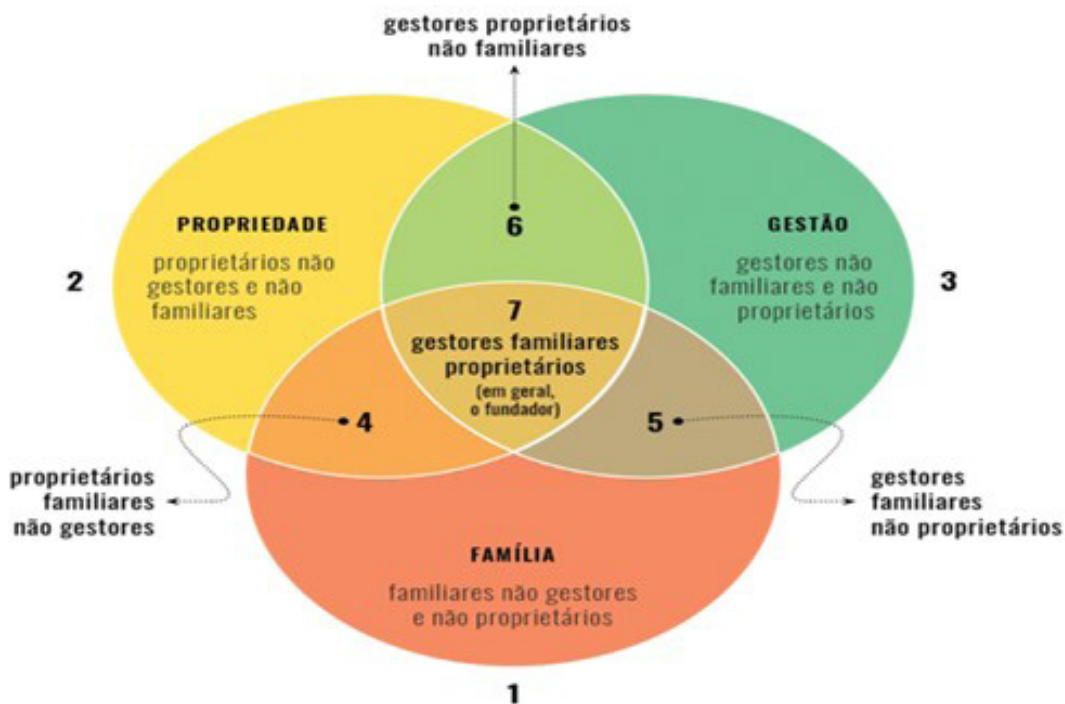 gestores proprietários
não familiares
6
PROPRIEDADE
proprietários não
gestores e não
familiares
2
GESTÃO
gestores não
familiares e não
proprietários
3
7
gestores familiares
proprietários
(em geral,
o fundador)
4
5
proprietários
familiares
não gestores
gestores
familiares
não proprietários
FAMÍLIA
familiares não gestores
e não proprietários
1